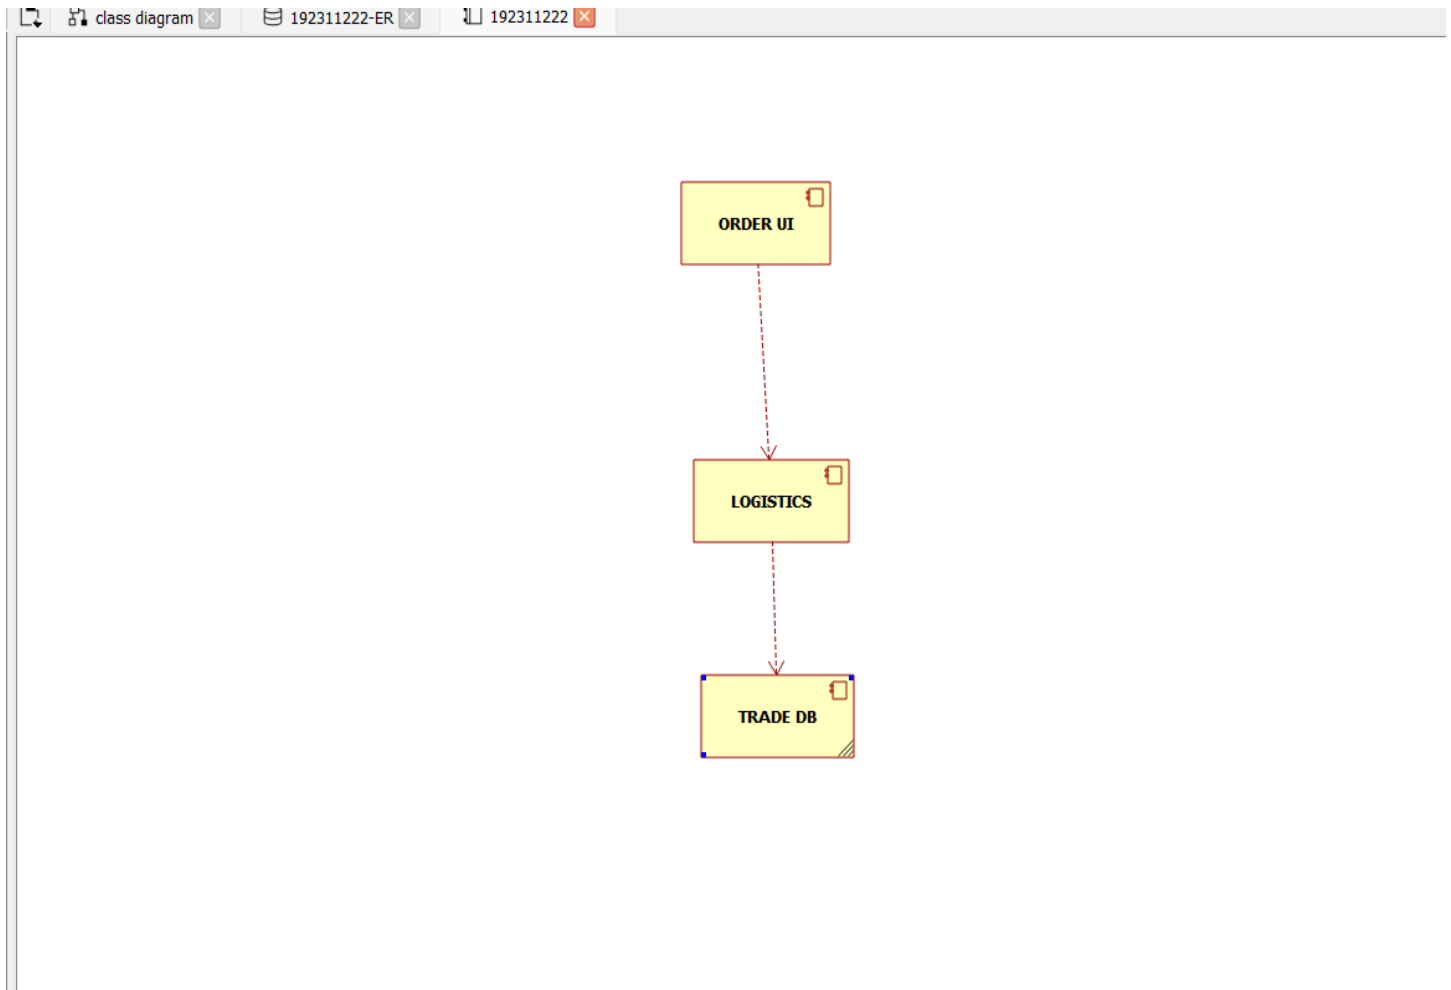 class diagram
192311222-ER
192311222
ORDER UI
LOGISTICS
TRADE DB